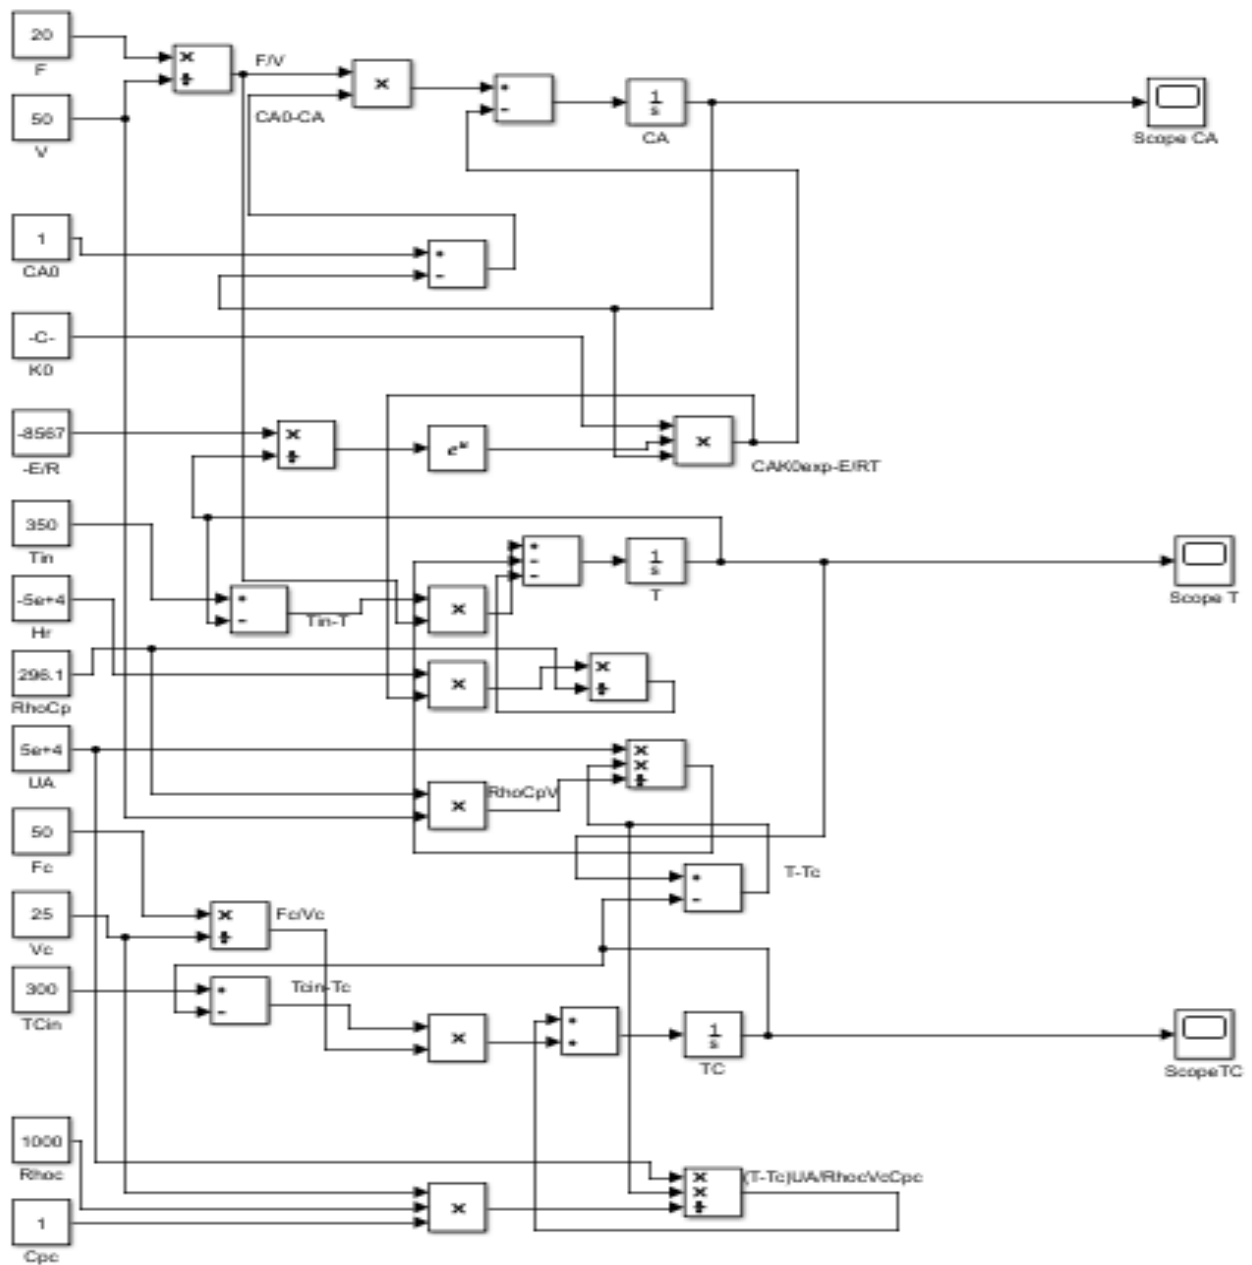 20
F
F/V
50
V
CA0-CA
1
s
CA
Scope CA
1
CA0
-C-
K0
-8567
-E/R
e^u
CAK0exp-E/RT
350
Tin
Tin-T
1
s
T
Scope T
-5e+4
Hr
296.1
RhoCp
5e+4
UA
RhoCpV
50
Fc
T-Tc
25
Vc
Fc/Vc
300
TCin
Tcin-Tc
1
s
TC
ScopeTC
1000
Rhoc
(T-Tc)UA/RhocVcCpc
1
Cpc